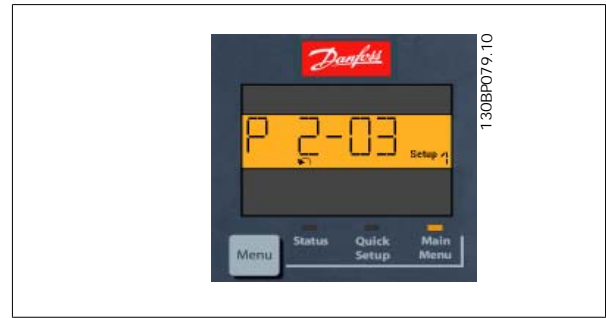 Danfoss
130BP079.10
P 2-03
Setup 1
Status
Quick Setup
Main Menu
Menu